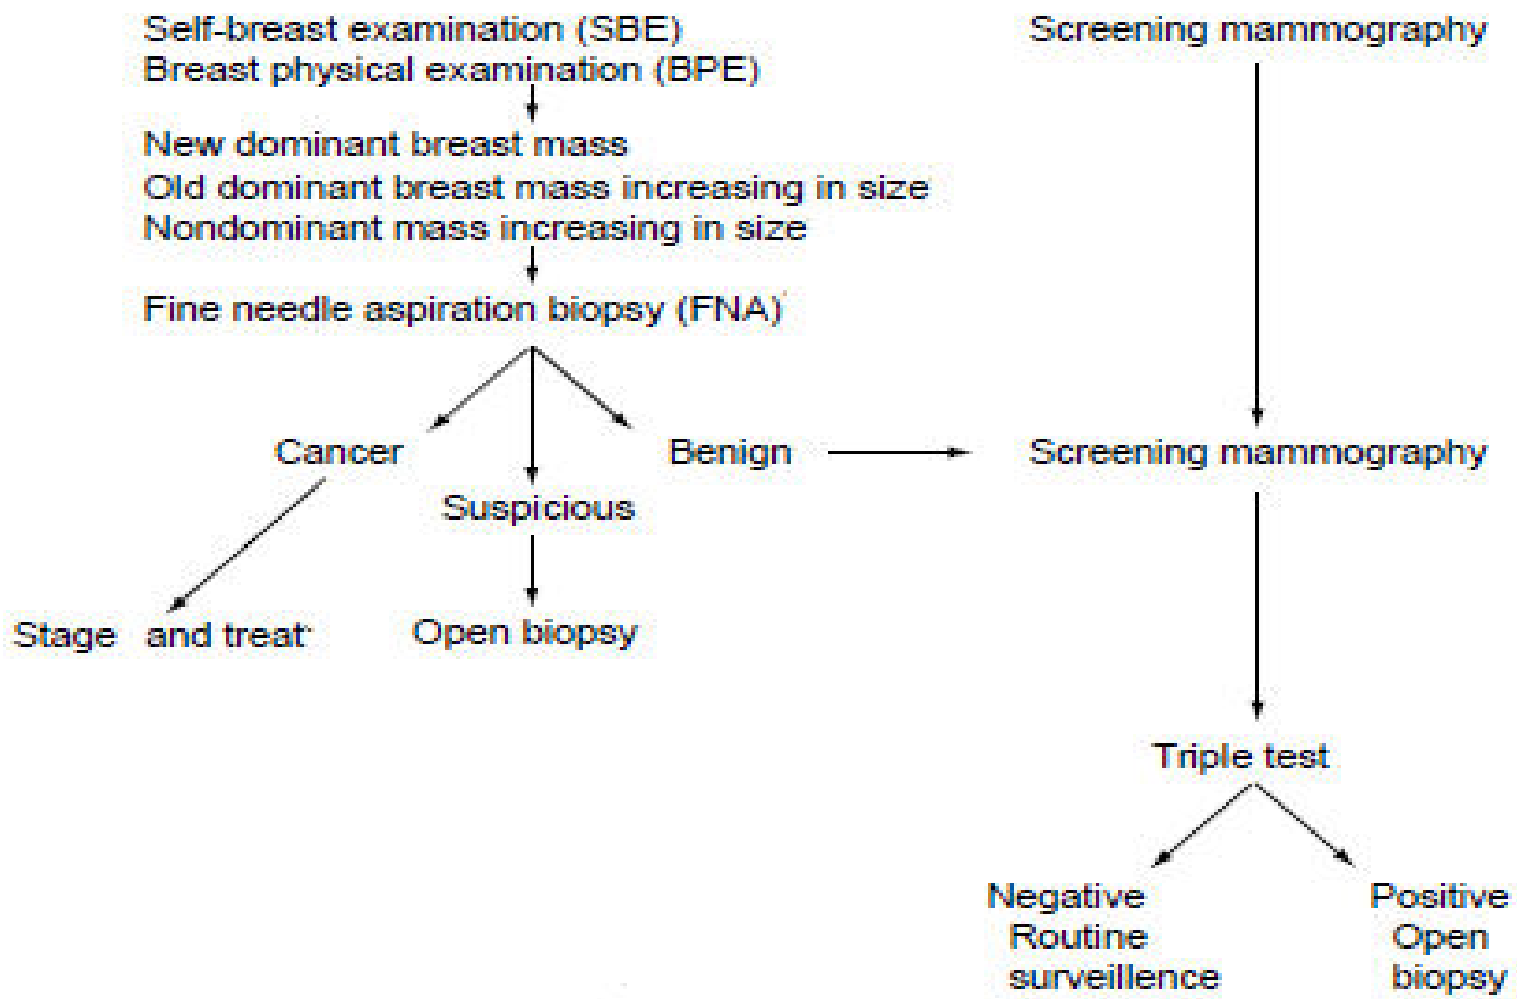 Self-breast examination (SBE)
Breast physical examination (BPE)
Screening mammography
New dominant breast mass
Old dominant breast mass increasing in size
Nondominant mass increasing in size
Fine needle aspiration biopsy (FNA)
Cancer
Benign
Screening mammography
Suspicious
Stage and treat
Open biopsy
Triple test
Negative
Routine
surveillence
Positive
Open
biopsy